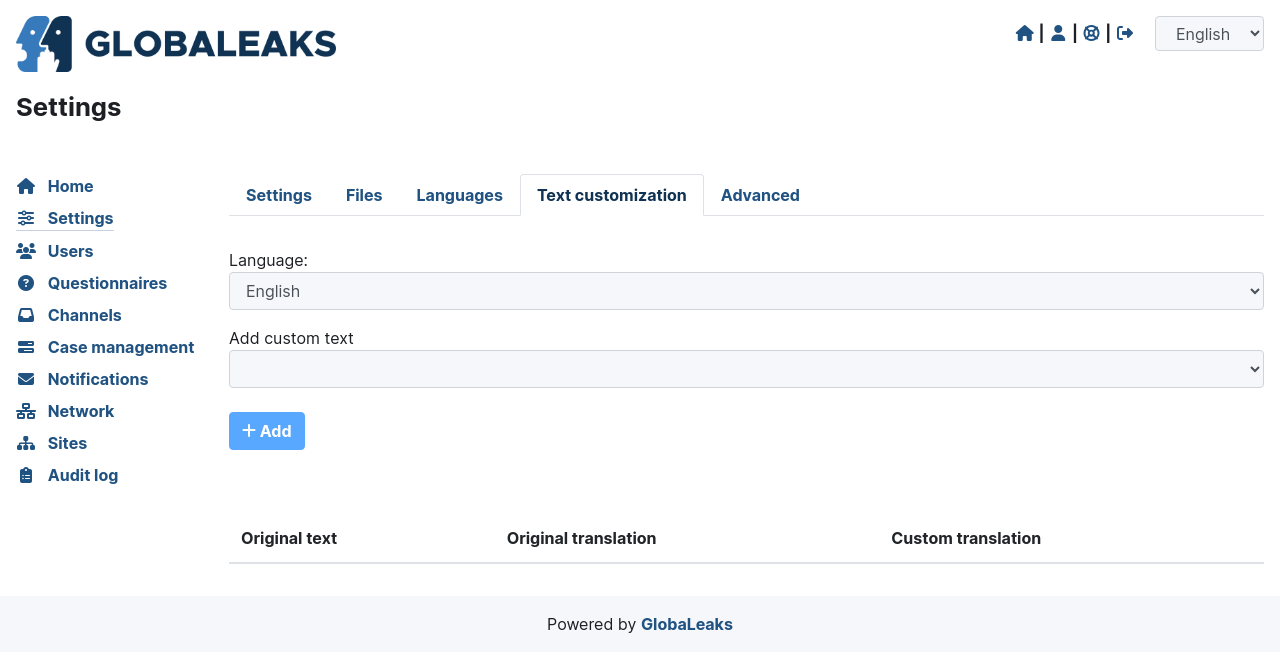 GLOBALEAKS
English
Settings
Home
Settings
Users
Questionnaires
Channels
Case management
Notifications
Network
Sites
Audit log
Settings Files Languages Text customization Advanced
Language:
English
Add custom text
Add
Original text Original translation Custom translation
Powered by GlobaLeaks